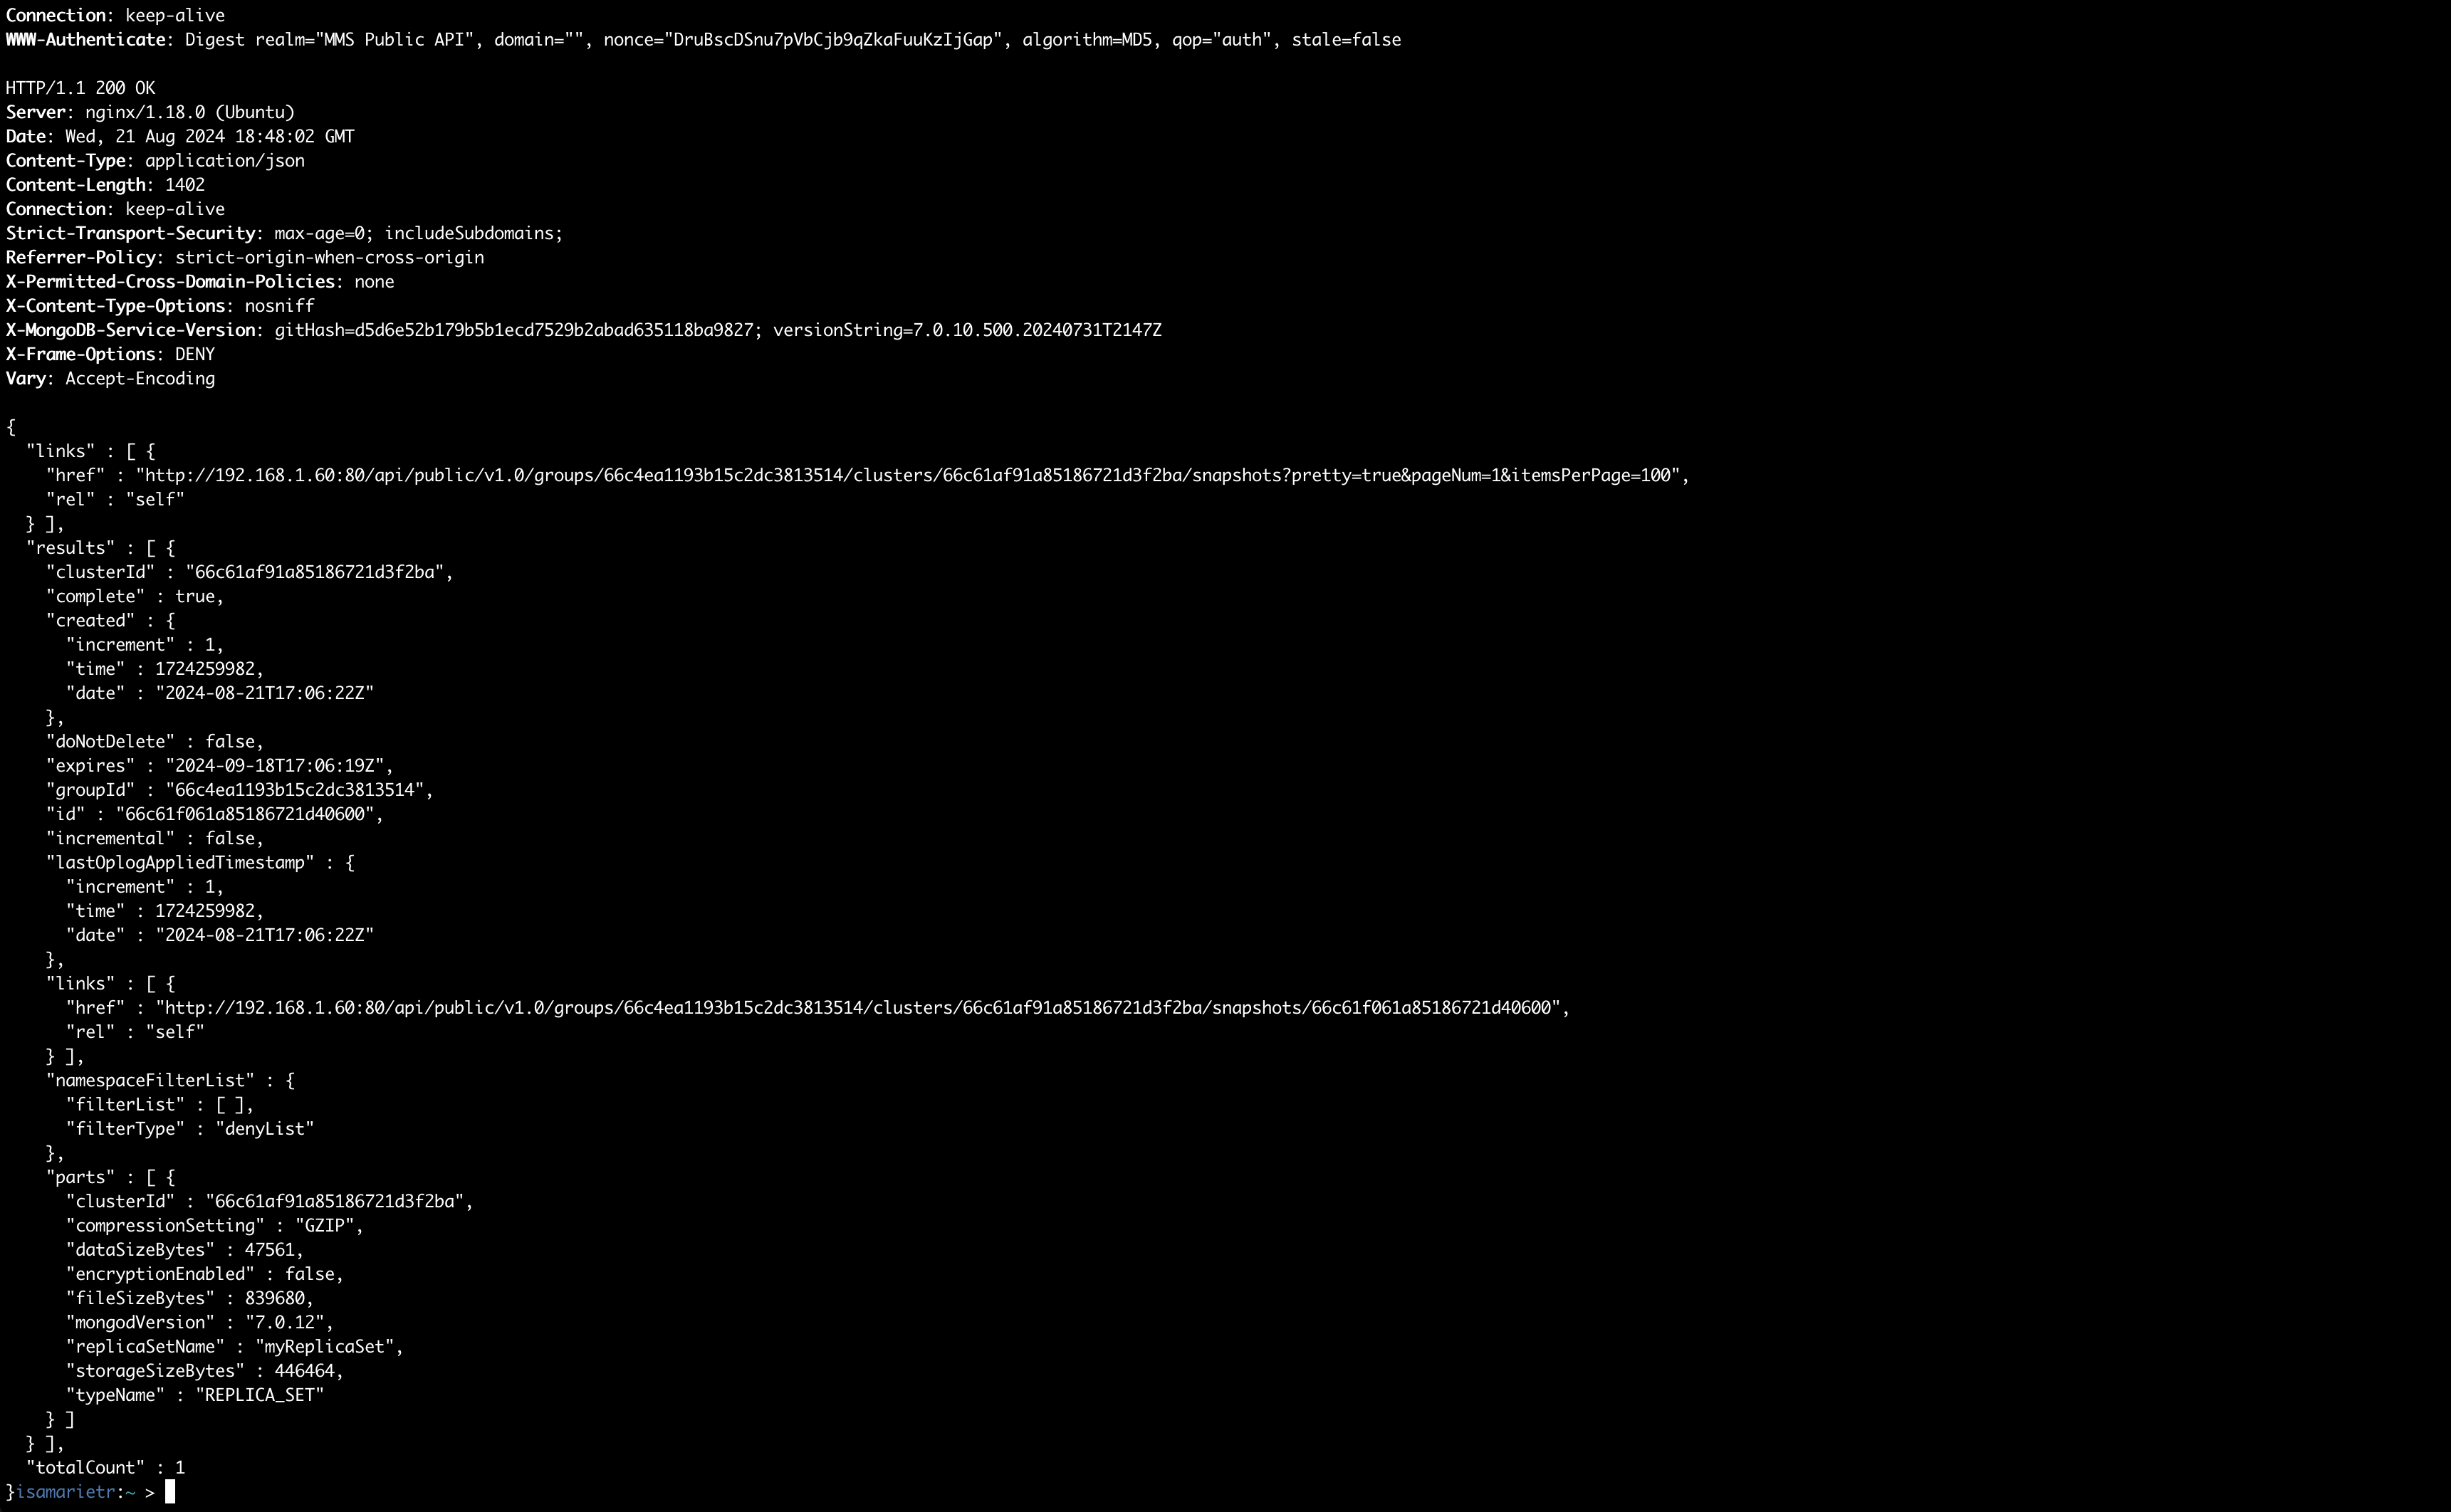 Connection: keep-alive
WWW-Authenticate: Digest realm="MMS Public API", domain="", nonce="DruBscDSnu7pVbCjb9qZkaFuuKzIjGap", algorithm=MD5, qop="auth", stale=false

HTTP/1.1 200 OK
Server: nginx/1.18.0 (Ubuntu)
Date: Wed, 21 Aug 2024 18:48:02 GMT
Content-Type: application/json
Content-Length: 1402
Connection: keep-alive
Strict-Transport-Security: max-age=0; includeSubdomains;
Referrer-Policy: strict-origin-when-cross-origin
X-Permitted-Cross-Domain-Policies: none
X-Content-Type-Options: nosniff
X-MongoDB-Service-Version: gitHash=d5d6e52b179b5b1ecd7529b2abad635118ba9827; versionString=7.0.10.500.20240731T2147Z
X-Frame-Options: DENY
Vary: Accept-Encoding

{
  "links" : [ {
    "href" : "http://192.168.1.60:80/api/public/v1.0/groups/66c4ea1193b15c2dc3813514/clusters/66c61af91a85186721d3f2ba/snapshots?pretty=true&pageNum=1&itemsPerPage=100",
    "rel" : "self"
  } ],
  "results" : [ {
    "clusterId" : "66c61af91a85186721d3f2ba",
    "complete" : true,
    "created" : {
      "increment" : 1,
      "time" : 1724259982,
      "date" : "2024-08-21T17:06:22Z"
    },
    "doNotDelete" : false,
    "expires" : "2024-09-18T17:06:19Z",
    "groupId" : "66c4ea1193b15c2dc3813514",
    "id" : "66c61f061a85186721d40600",
    "incremental" : false,
    "lastOplogAppliedTimestamp" : {
      "increment" : 1,
      "time" : 1724259982,
      "date" : "2024-08-21T17:06:22Z"
    },
    "links" : [ {
      "href" : "http://192.168.1.60:80/api/public/v1.0/groups/66c4ea1193b15c2dc3813514/clusters/66c61af91a85186721d3f2ba/snapshots/66c61f061a85186721d40600",
      "rel" : "self"
    } ],
    "namespaceFilterList" : {
      "filterList" : [ ],
      "filterType" : "denyList"
    },
    "parts" : [ {
      "clusterId" : "66c61af91a85186721d3f2ba",
      "compressionSetting" : "GZIP",
      "dataSizeBytes" : 47561,
      "encryptionEnabled" : false,
      "fileSizeBytes" : 839680,
      "mongodVersion" : "7.0.12",
      "replicaSetName" : "myReplicaSet",
      "storageSizeBytes" : 446464,
      "typeName" : "REPLICA_SET"
    } ]
  } ],
  "totalCount" : 1
}isamarietr:~ >